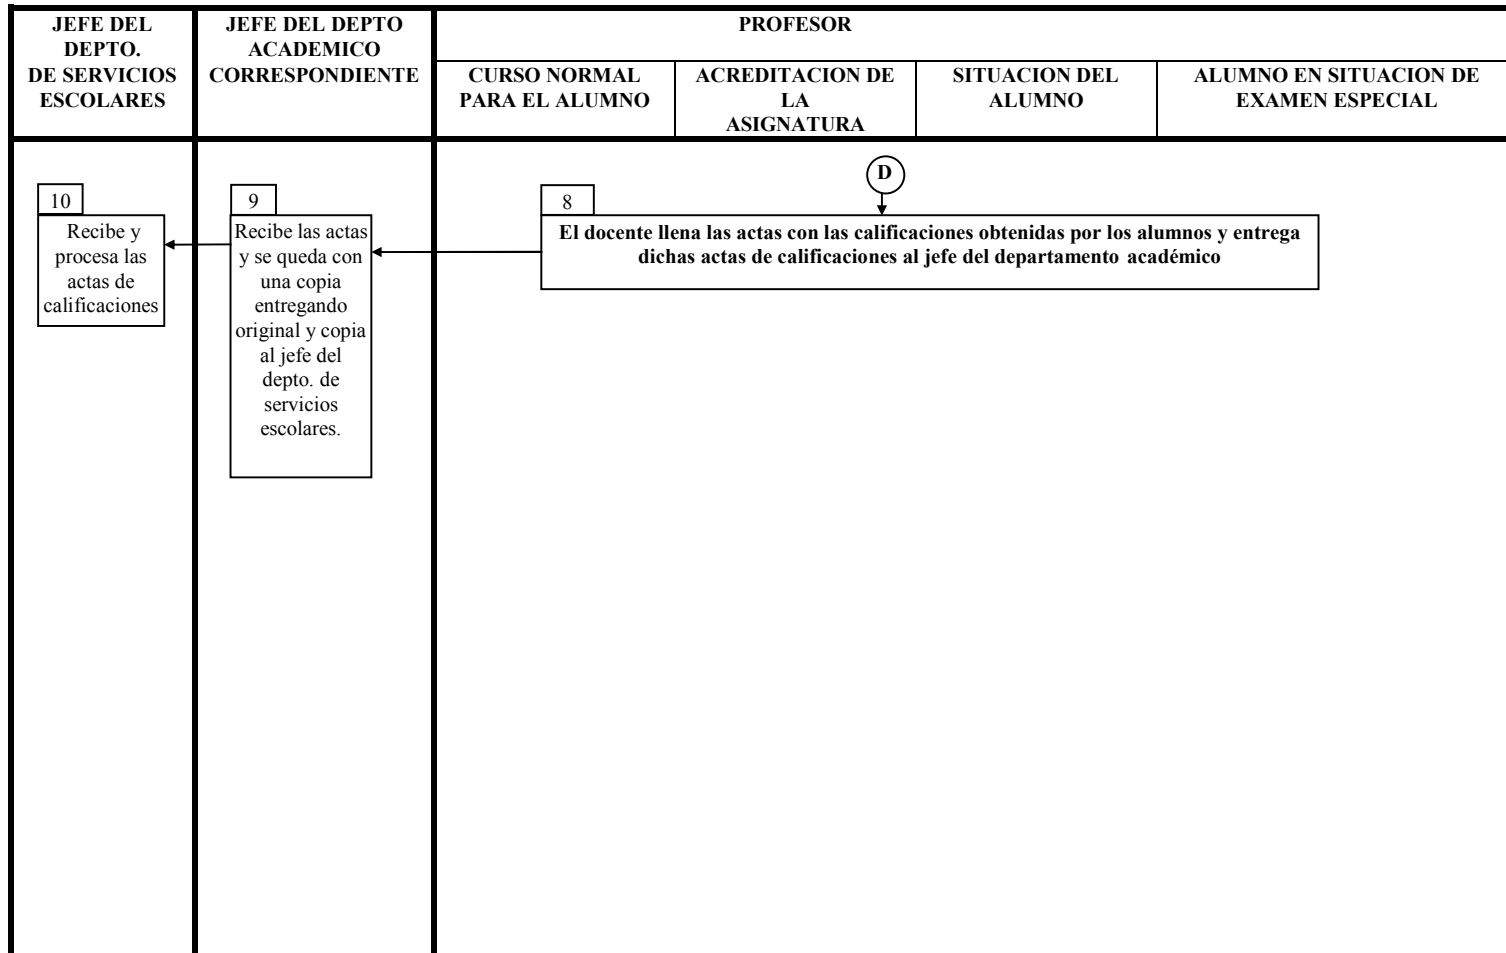 JEFE DEL
DEPTO.
DE SERVICIOS
ESCOLARES
JEFE DEL DEPTO
ACADEMICO
CORRESPONDIENTE
PROFESOR
CURSO NORMAL
PARA EL ALUMNO
ACREDITACION DE
LA
ASIGNATURA
SITUACION DEL
ALUMNO
ALUMNO EN SITUACION DE
EXAMEN ESPECIAL
10
Recibe y
procesa las
actas de
calificaciones
9
Recibe las actas
y se queda con
una copia
entregando
original y copia
al jefe del
depto. de
servicios
escolares.
D
8
El docente llena las actas con las calificaciones obtenidas por los alumnos y entrega
dichas actas de calificaciones al jefe del departamento académico